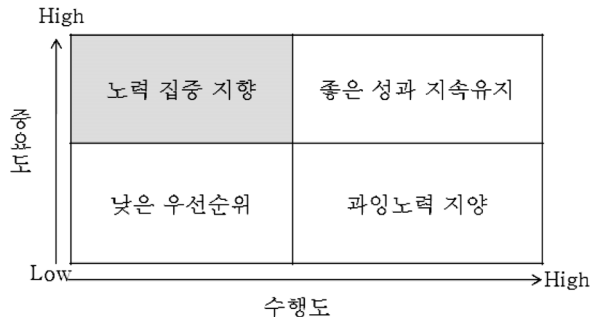 High
노력 집중 지향
좋은 성과 지속유지
중요도
낮은 우선순위
과잉노력 지양
Low
High
수행도